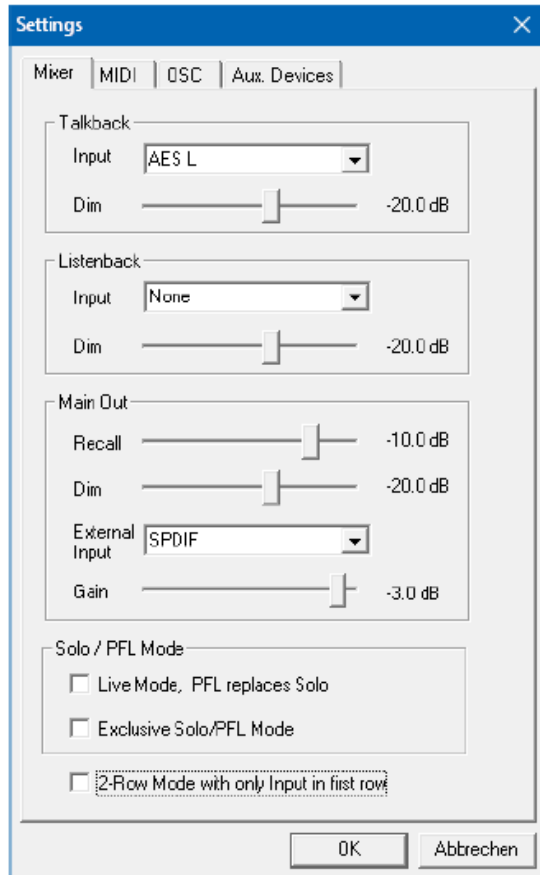 Settings
Mixer MIDI OSC Aux. Devices
Talkback
Input AES L
Dim -20.0 dB
Listenback
Input None
Dim -20.0 dB
Main Out
Recall -10.0 dB
Dim -20.0 dB
External Input SPDIF
Gain -3.0 dB
Solo / PFL Mode
Live Mode, PFL replaces Solo
Exclusive Solo/PFL Mode
2-Row Mode with only Input in first row
OK Abbrechen